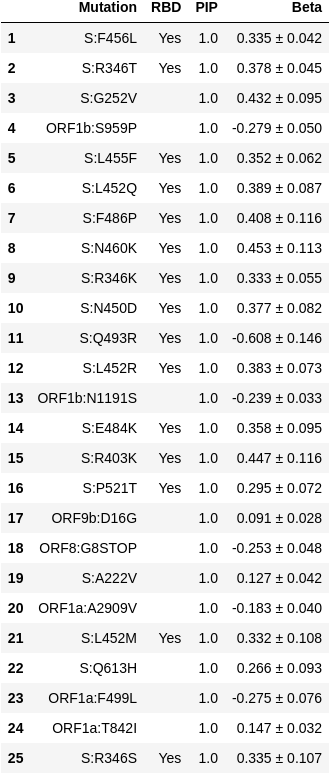 Mutation RBD PIP Beta
1 S:F456L Yes 1.0 0.335 ± 0.042
2 S:R346T Yes 1.0 0.378 ± 0.045
3 S:G252V 1.0 0.432 ± 0.095
4 ORF1b:S959P 1.0 -0.279 ± 0.050
5 S:L455F Yes 1.0 0.352 ± 0.062
6 S:L452Q Yes 1.0 0.389 ± 0.087
7 S:F486P Yes 1.0 0.408 ± 0.116
8 S:N460K Yes 1.0 0.453 ± 0.113
9 S:R346K Yes 1.0 0.333 ± 0.055
10 S:N450D Yes 1.0 0.377 ± 0.082
11 S:Q493R Yes 1.0 -0.608 ± 0.146
12 S:L452R Yes 1.0 0.383 ± 0.073
13 ORF1b:N1191S 1.0 -0.239 ± 0.033
14 S:E484K Yes 1.0 0.358 ± 0.095
15 S:R403K Yes 1.0 0.447 ± 0.116
16 S:P521T Yes 1.0 0.295 ± 0.072
17 ORF9b:D16G 1.0 0.091 ± 0.028
18 ORF8:G8STOP 1.0 -0.253 ± 0.048
19 S:A222V 1.0 0.127 ± 0.042
20 ORF1a:A2909V 1.0 -0.183 ± 0.040
21 S:L452M Yes 1.0 0.332 ± 0.108
22 S:Q613H 1.0 0.266 ± 0.093
23 ORF1a:F499L 1.0 -0.275 ± 0.076
24 ORF1a:T842I 1.0 0.147 ± 0.032
25 S:R346S Yes 1.0 0.335 ± 0.107